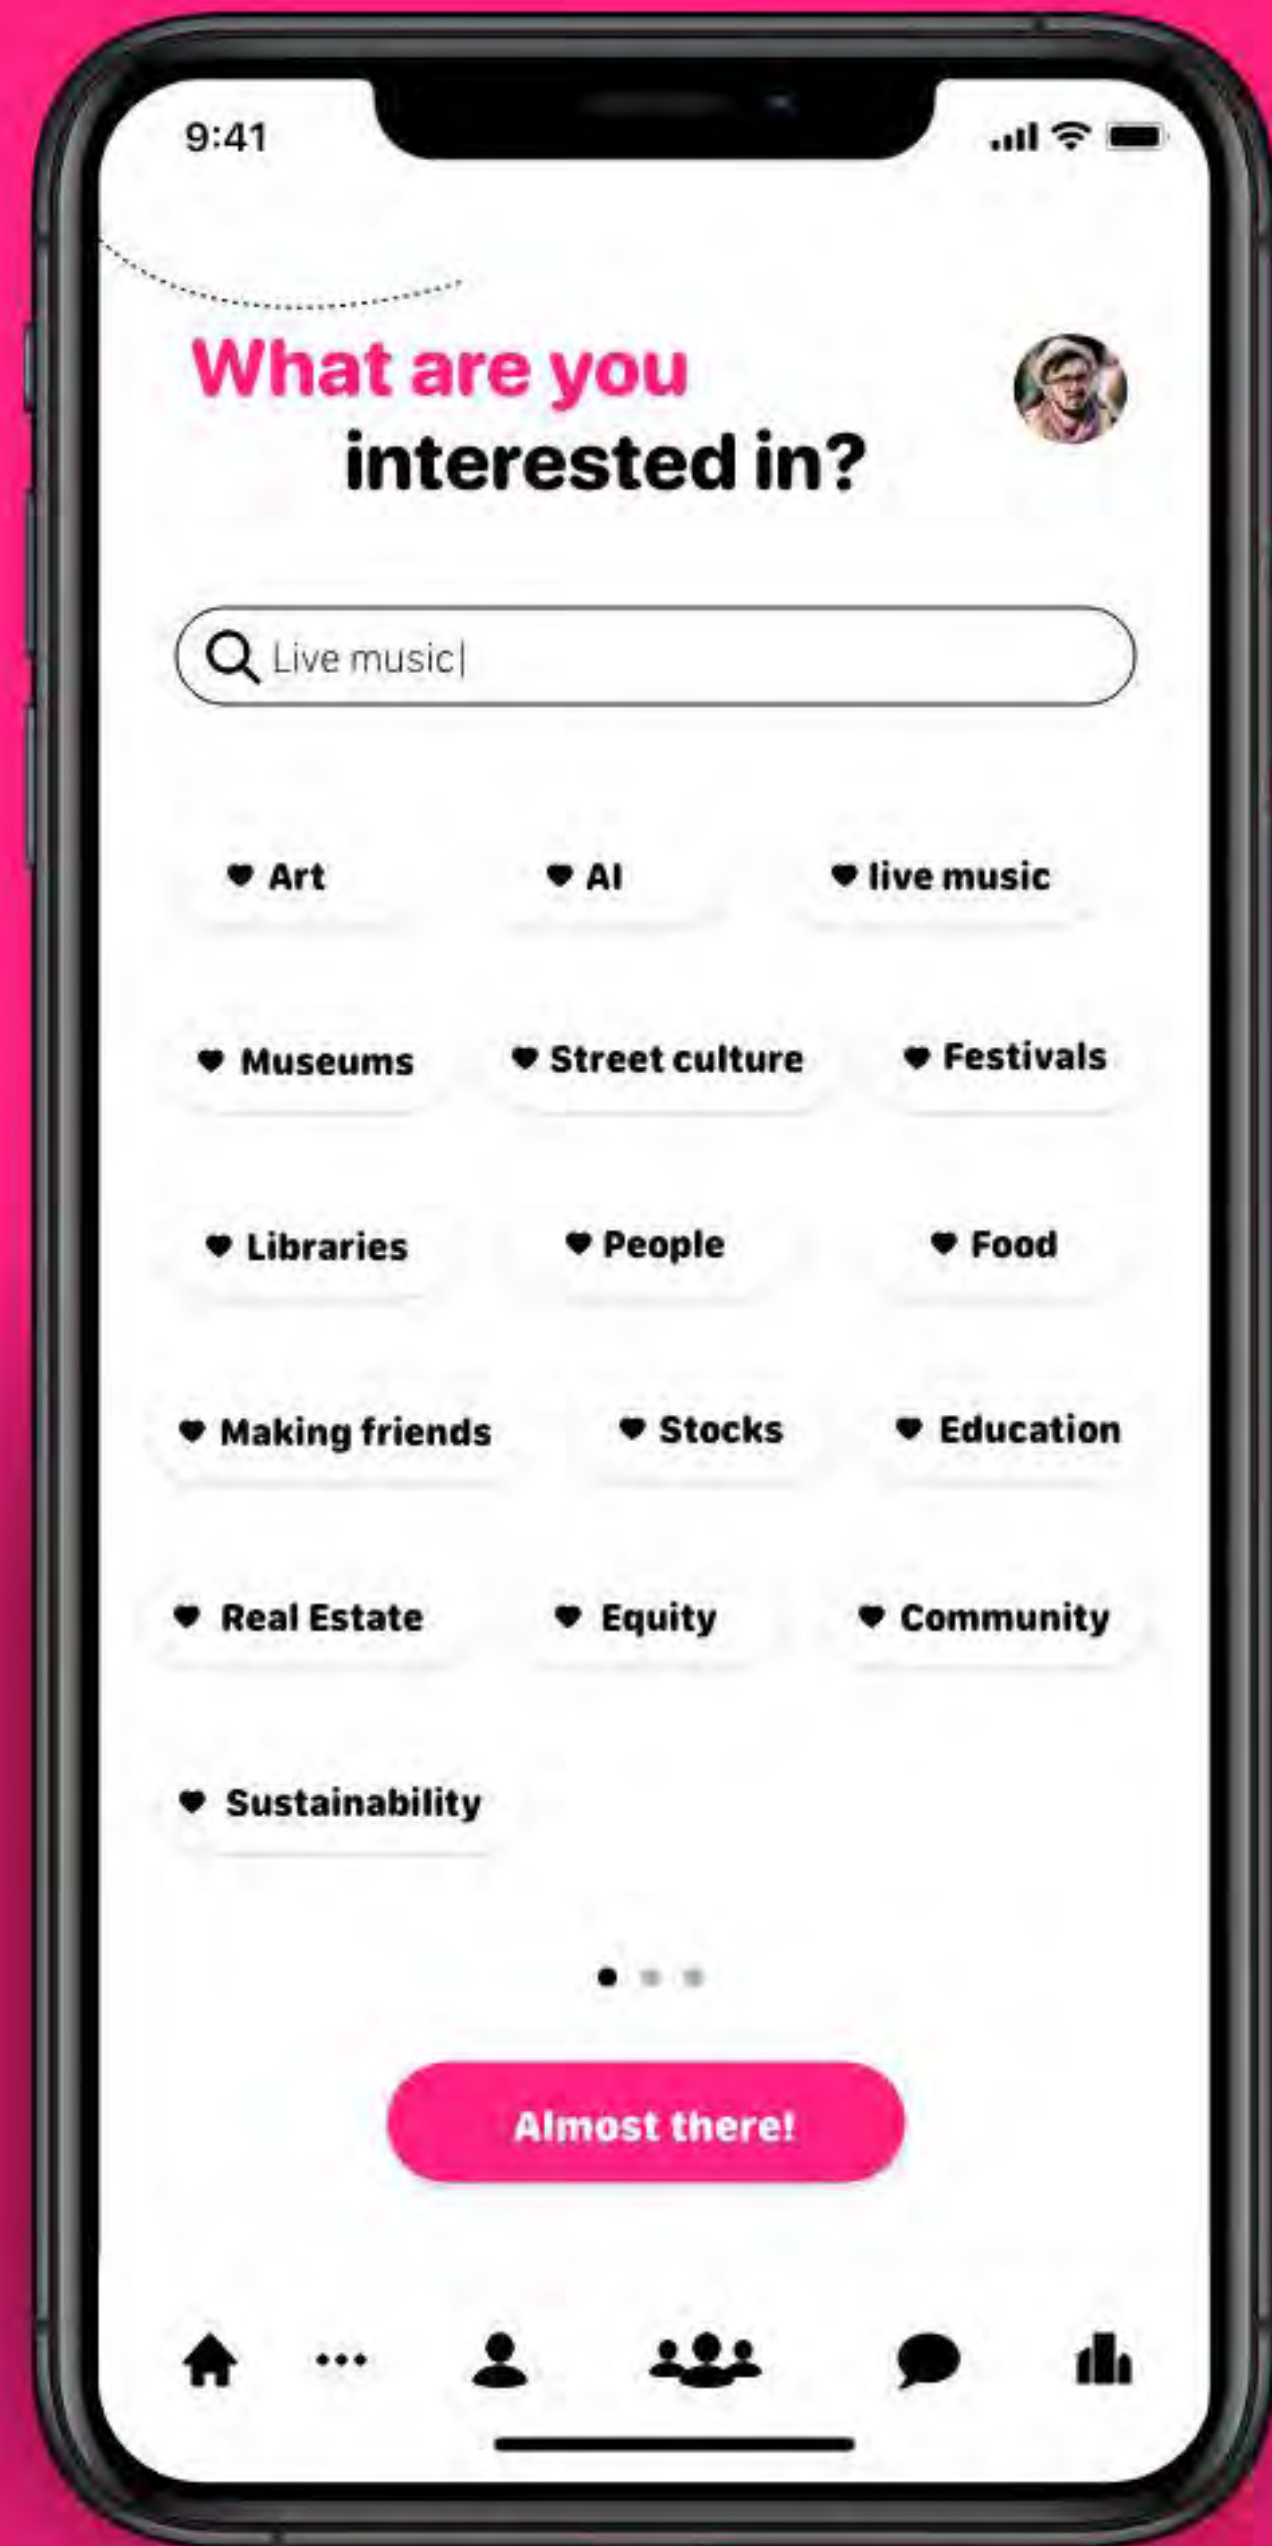 9:41
What are you
interested in?
Live music
Art
AI
live music
Museums
Street culture
Festivals
Libraries
People
Food
Making friends
Stocks
Education
Real Estate
Equity
Community
Sustainability
Almost there!